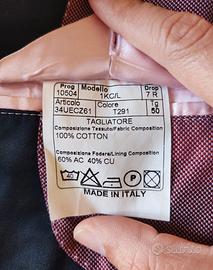 Prog Modello Drop
10504 1KC/L 7 R
Articolo Colore Tg
34UECZ61 T291 50
TAGLIATORE
Composizione Tessuto/Fabric Composition
100% COTTON
Composizione Fodera/Lining Composition
60% AC 40% CU
MADE IN ITALY
subito